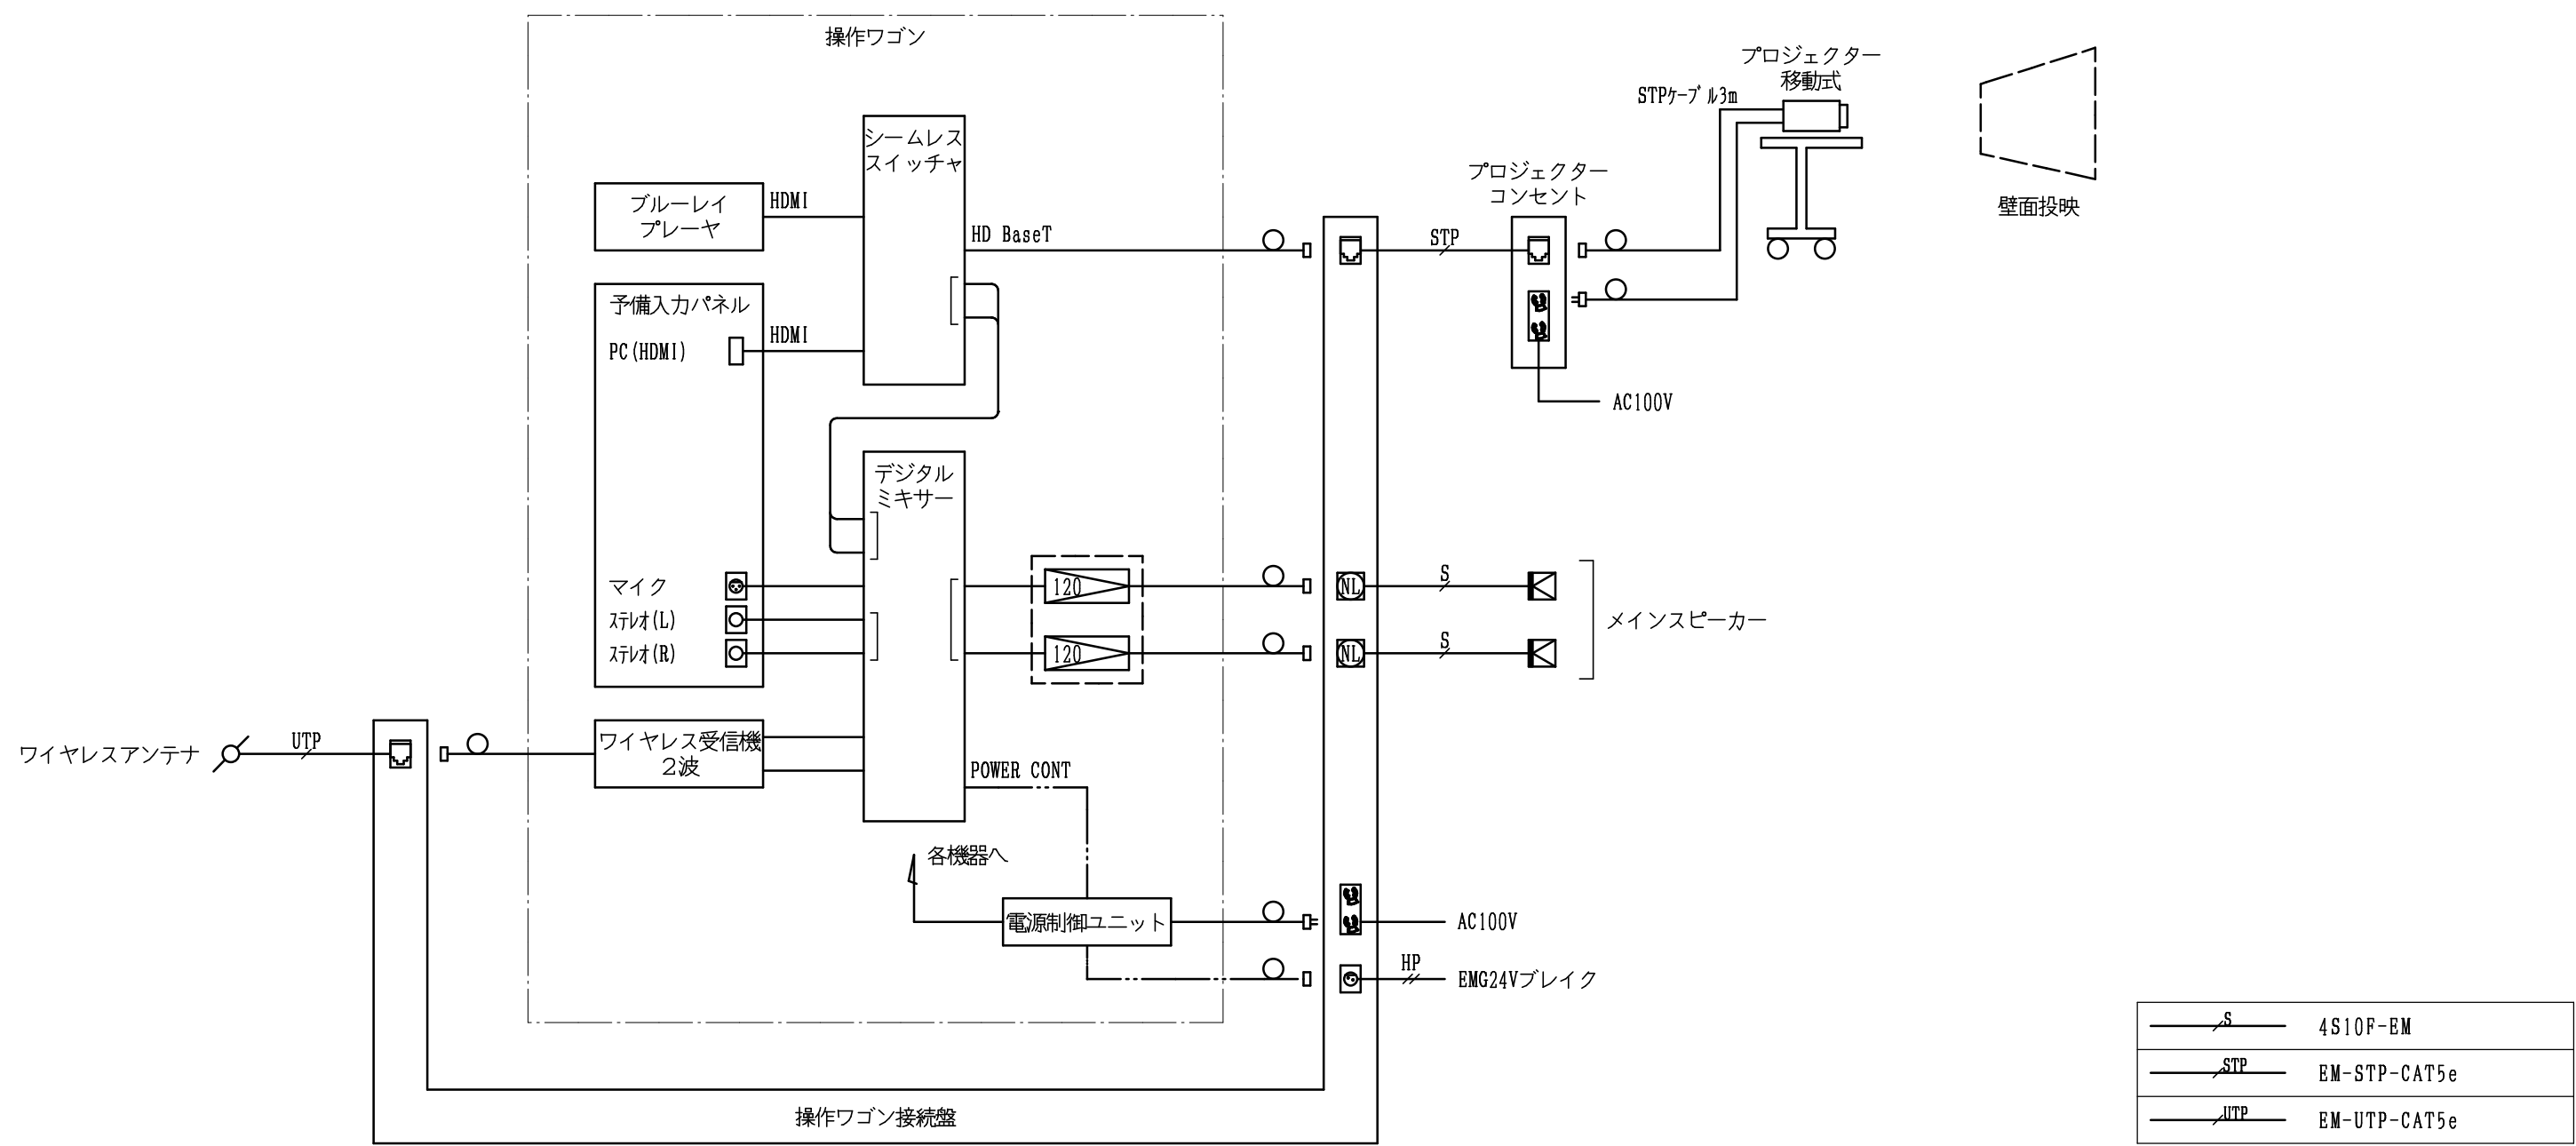 操作ワゴン
プロジェクター
移動式
STPケーブル3m
シームレス
スイッチャ
プロジェクター
コンセント
壁面投映
ブルーレイ
プレーヤ
HDMI
HD BaseT
STP
予備入力パネル
PC(HDMI)
HDMI
AC100V
デジタル
ミキサー
マイク
ステレオ(L)
ステレオ(R)
120
120
NL
NL
S
S
メインスピーカー
ワイヤレスアンテナ
UTP
ワイヤレス受信機
2波
POWER CONT
各機器へ
電源制御ユニット
AC100V
HP
EMG24Vブレイク
操作ワゴン接続盤
S 4S10F-EM
STP EM-STP-CAT5e
UTP EM-UTP-CAT5e